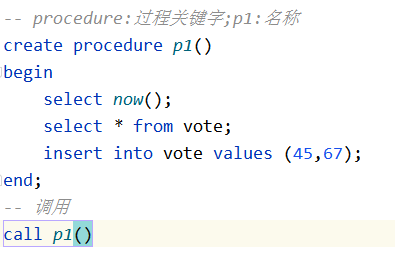 -- procedure:过程关键字;p1:名称
create procedure p1()
begin
    select now();
    select * from vote;
    insert into vote values (45,67);
end;
-- 调用
call p1()